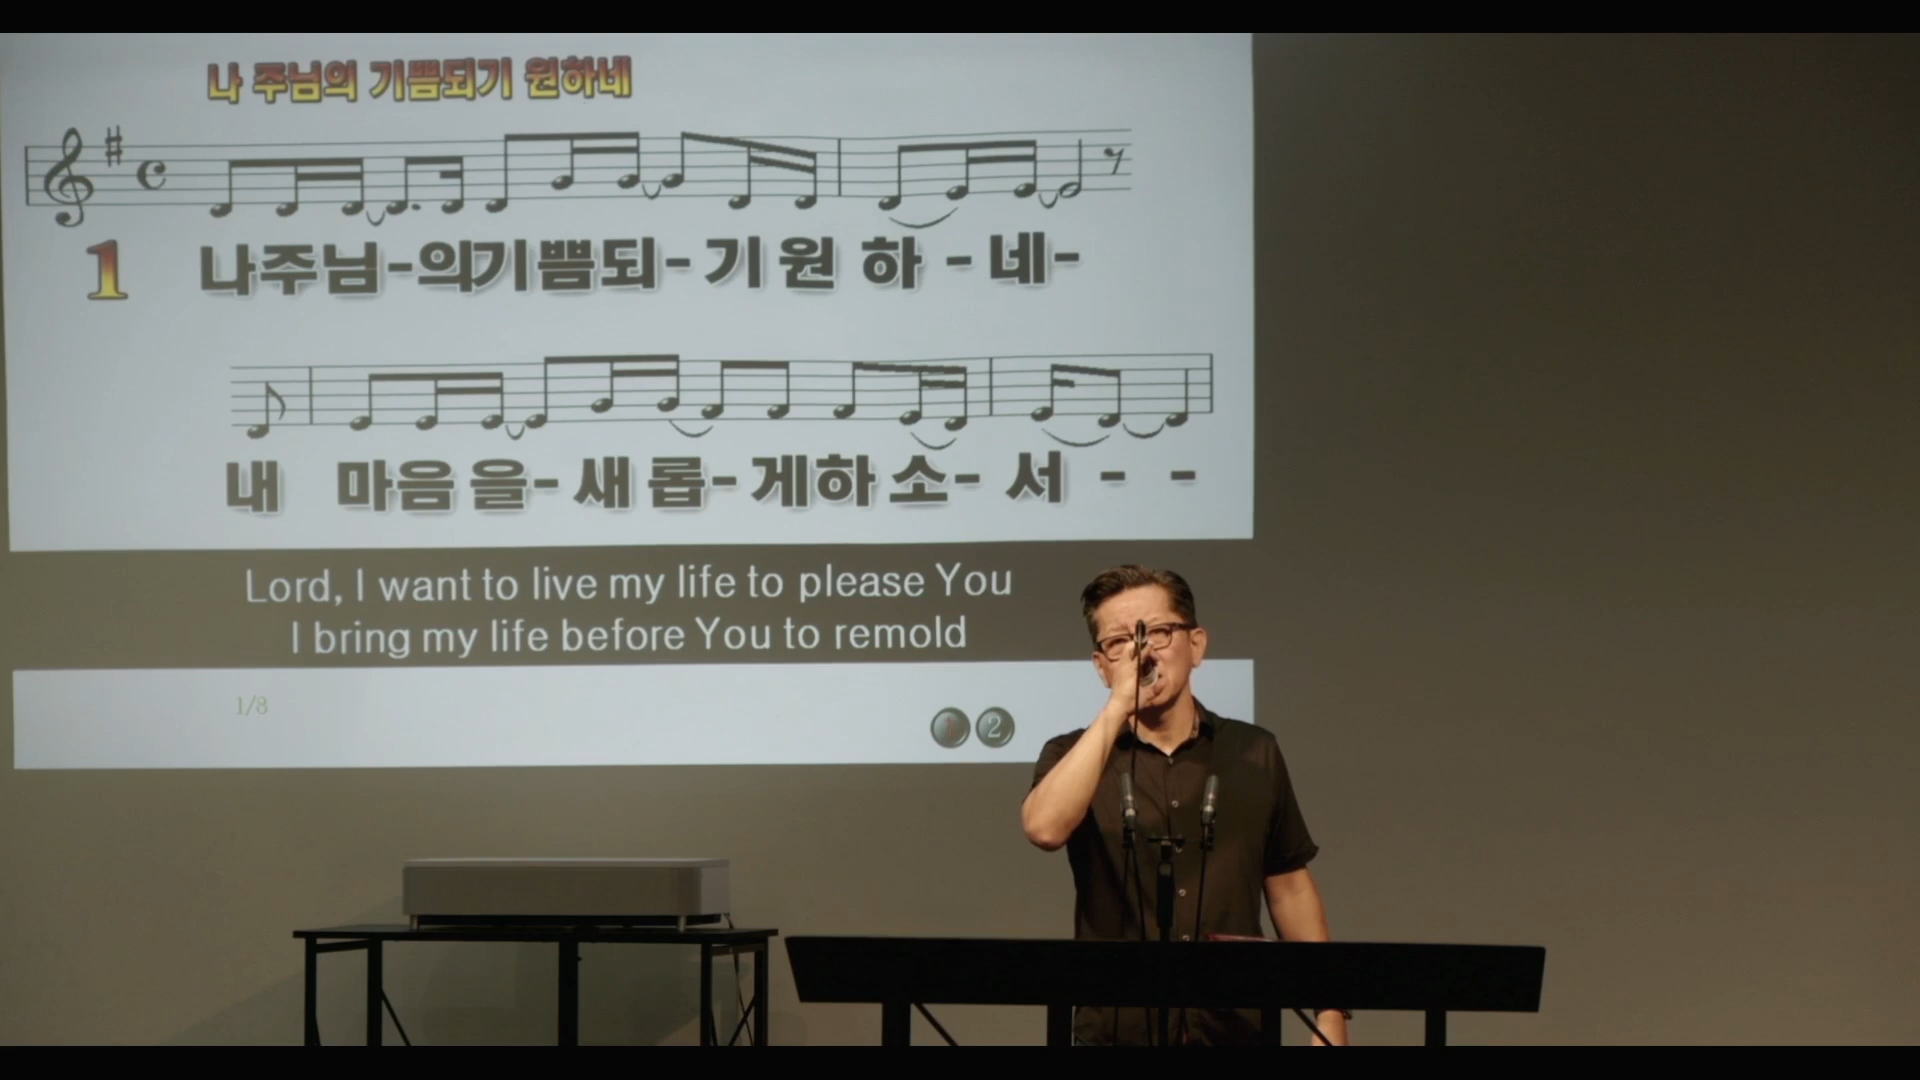 나 주님의 기쁨되기 원하네
1 나주님-의기쁨되-기원 하 - 네-
내 마음을-새롭-게하소-서 - -
Lord, I want to live my life to please You
I bring my life before You to remold
1/3
1 2